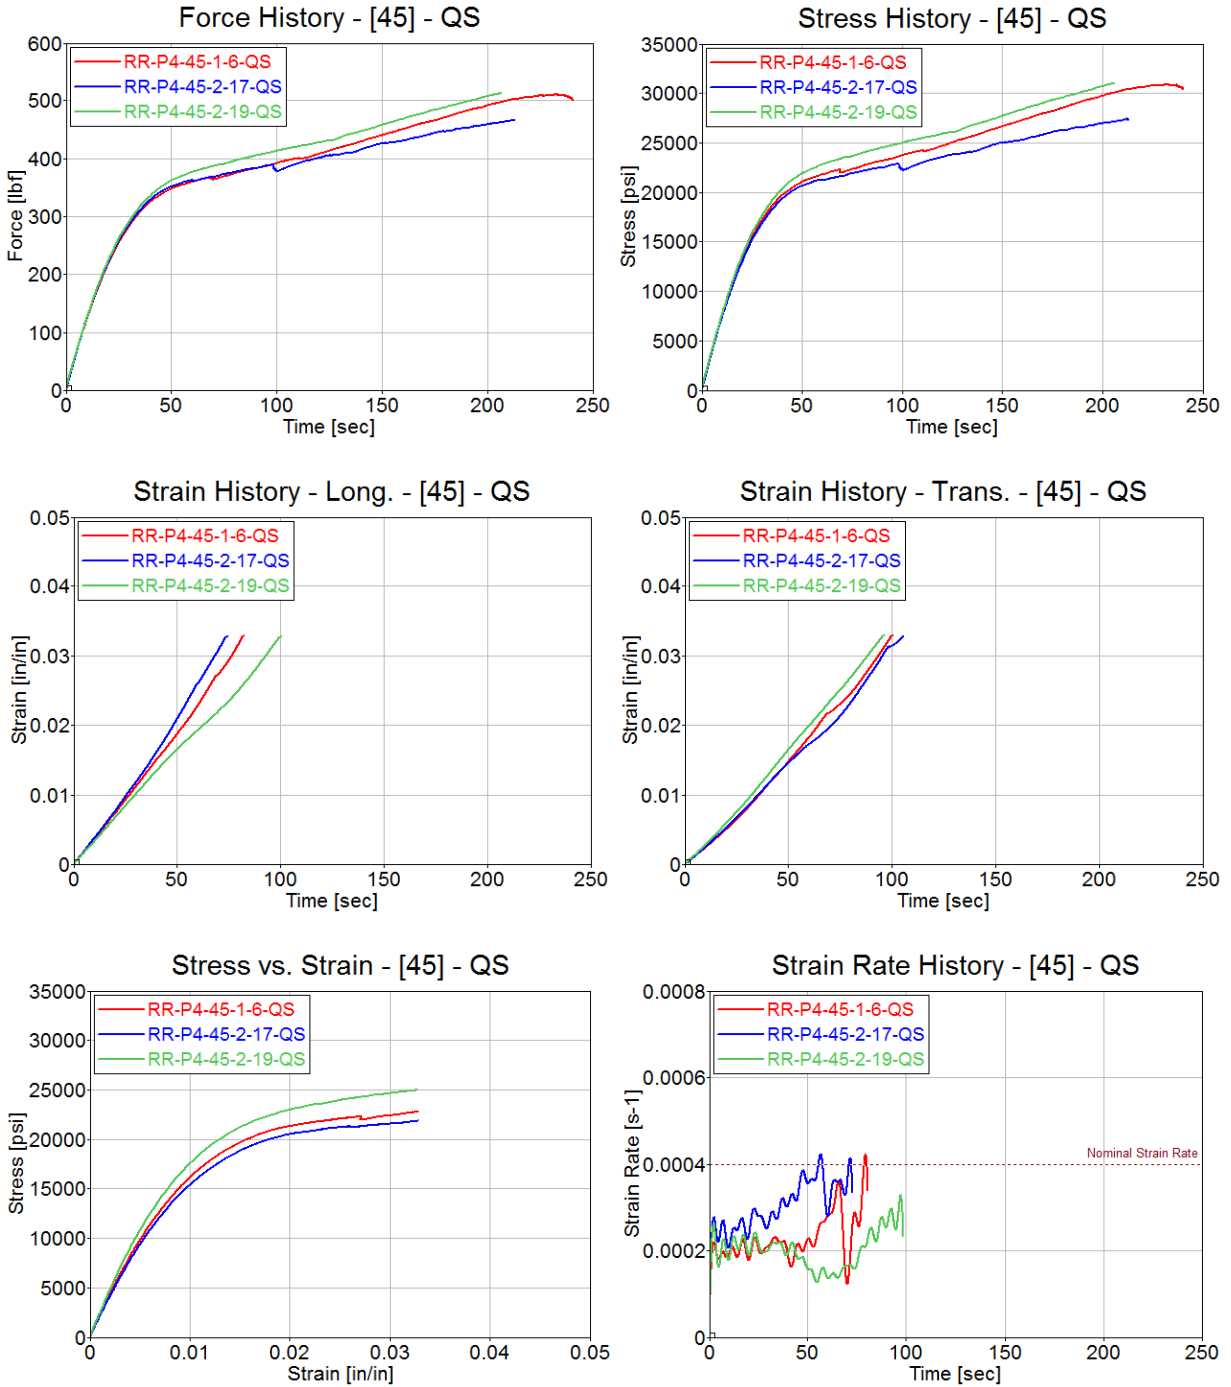 Force History - [45] - QS
600
500
400
300
200
100
0
Force [lbf]
RR-P4-45-1-6-QS
RR-P4-45-2-17-QS
RR-P4-45-2-19-QS
0 50 100 150 200 250
Time [sec]
Stress History - [45] - QS
35000
30000
25000
20000
15000
10000
5000
0
Stress [psi]
RR-P4-45-1-6-QS
RR-P4-45-2-17-QS
RR-P4-45-2-19-QS
0 50 100 150 200 250
Time [sec]
Strain History - Long. - [45] - QS
0.05
0.04
0.03
0.02
0.01
0
Strain [in/in]
RR-P4-45-1-6-QS
RR-P4-45-2-17-QS
RR-P4-45-2-19-QS
0 50 100 150 200 250
Time [sec]
Strain History - Trans. - [45] - QS
0.05
0.04
0.03
0.02
0.01
0
Strain [in/in]
RR-P4-45-1-6-QS
RR-P4-45-2-17-QS
RR-P4-45-2-19-QS
0 50 100 150 200 250
Time [sec]
Stress vs. Strain - [45] - QS
35000
30000
25000
20000
15000
10000
5000
0
Stress [psi]
RR-P4-45-1-6-QS
RR-P4-45-2-17-QS
RR-P4-45-2-19-QS
0 0.01 0.02 0.03 0.04 0.05
Strain [in/in]
Strain Rate History - [45] - QS
0.0008
0.0006
0.0004
0.0002
0
Strain Rate [s-1]
RR-P4-45-1-6-QS
RR-P4-45-2-17-QS
RR-P4-45-2-19-QS
Nominal Strain Rate
0 50 100 150 200 250
Time [sec]